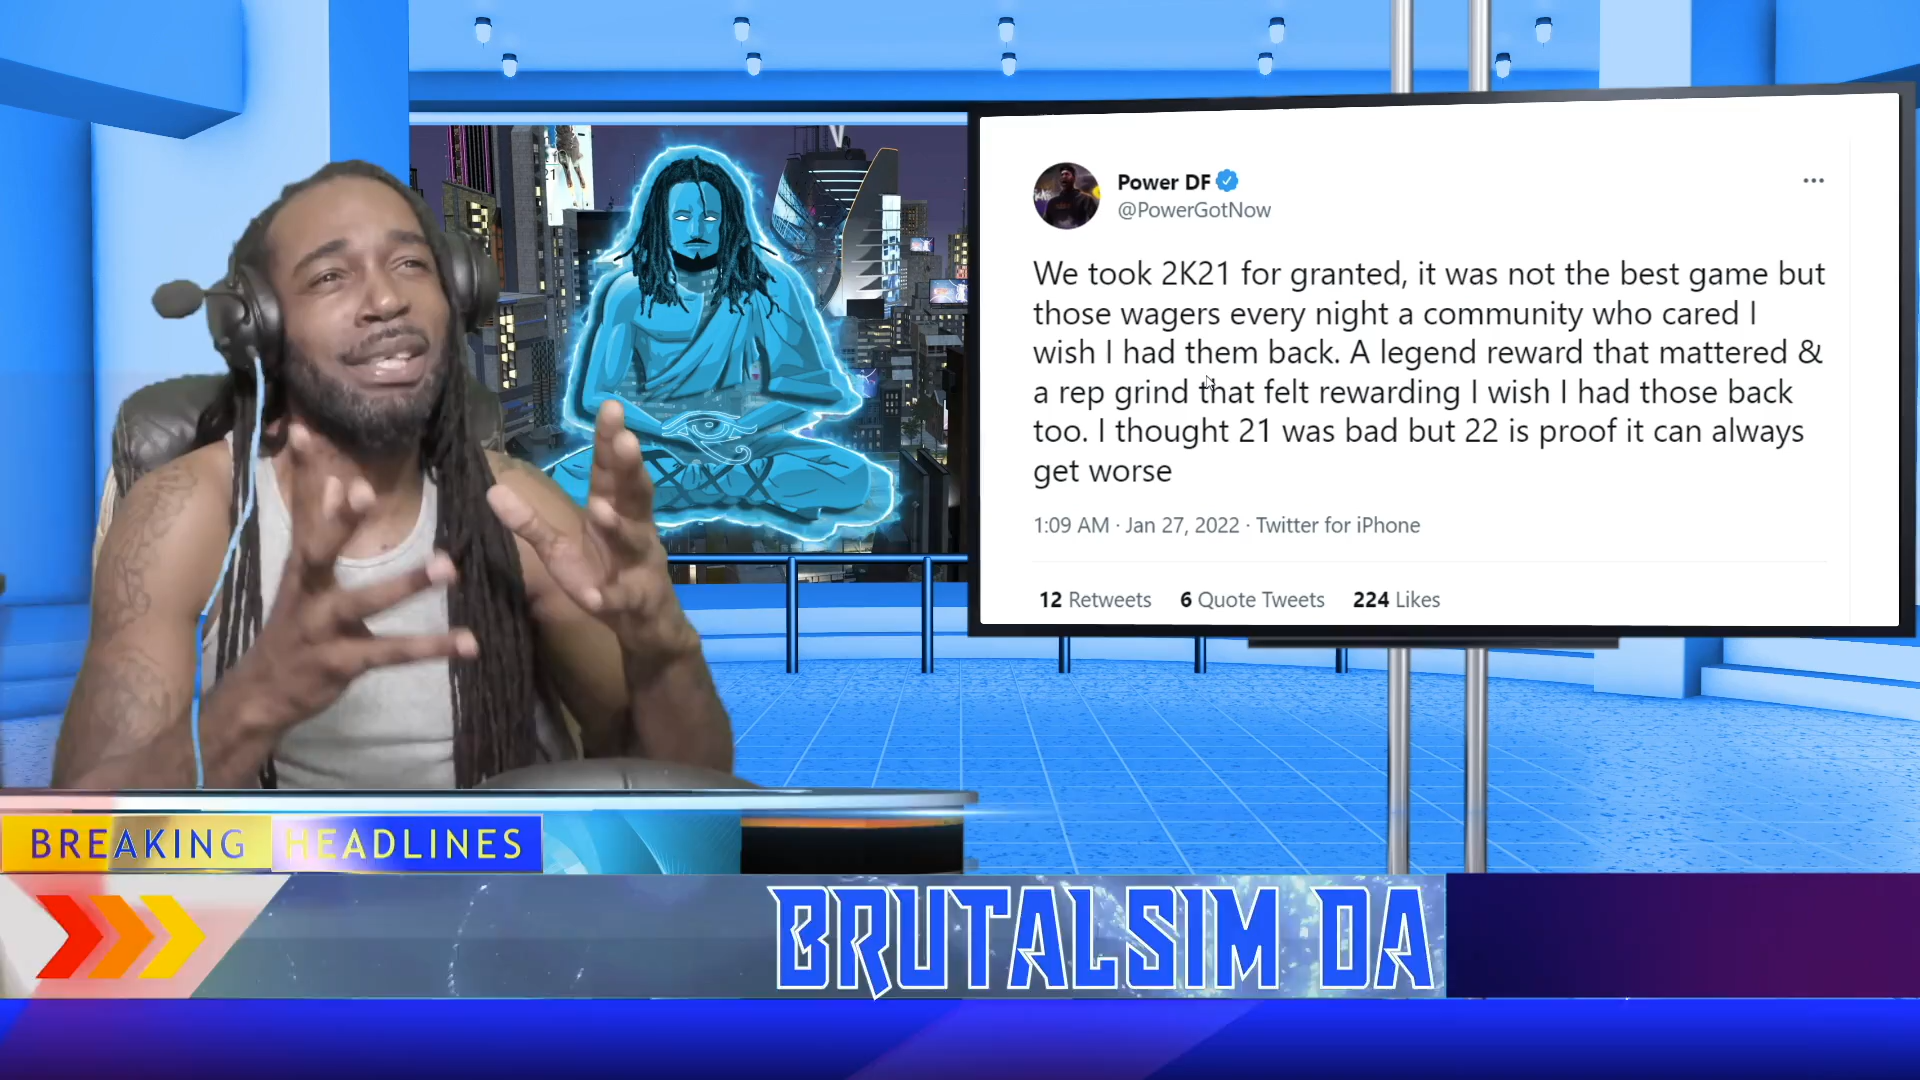 Power DF
@PowerGotNow
We took 2K21 for granted, it was not the best game but
those wagers every night a community who cared I
wish I had them back. A legend reward that mattered &
a rep grind that felt rewarding I wish I had those back
too. I thought 21 was bad but 22 is proof it can always
get worse
1:09 AM · Jan 27, 2022 · Twitter for iPhone
12 Retweets 6 Quote Tweets 224 Likes
BREAKING HEADLINES
BRUTALSIM DA